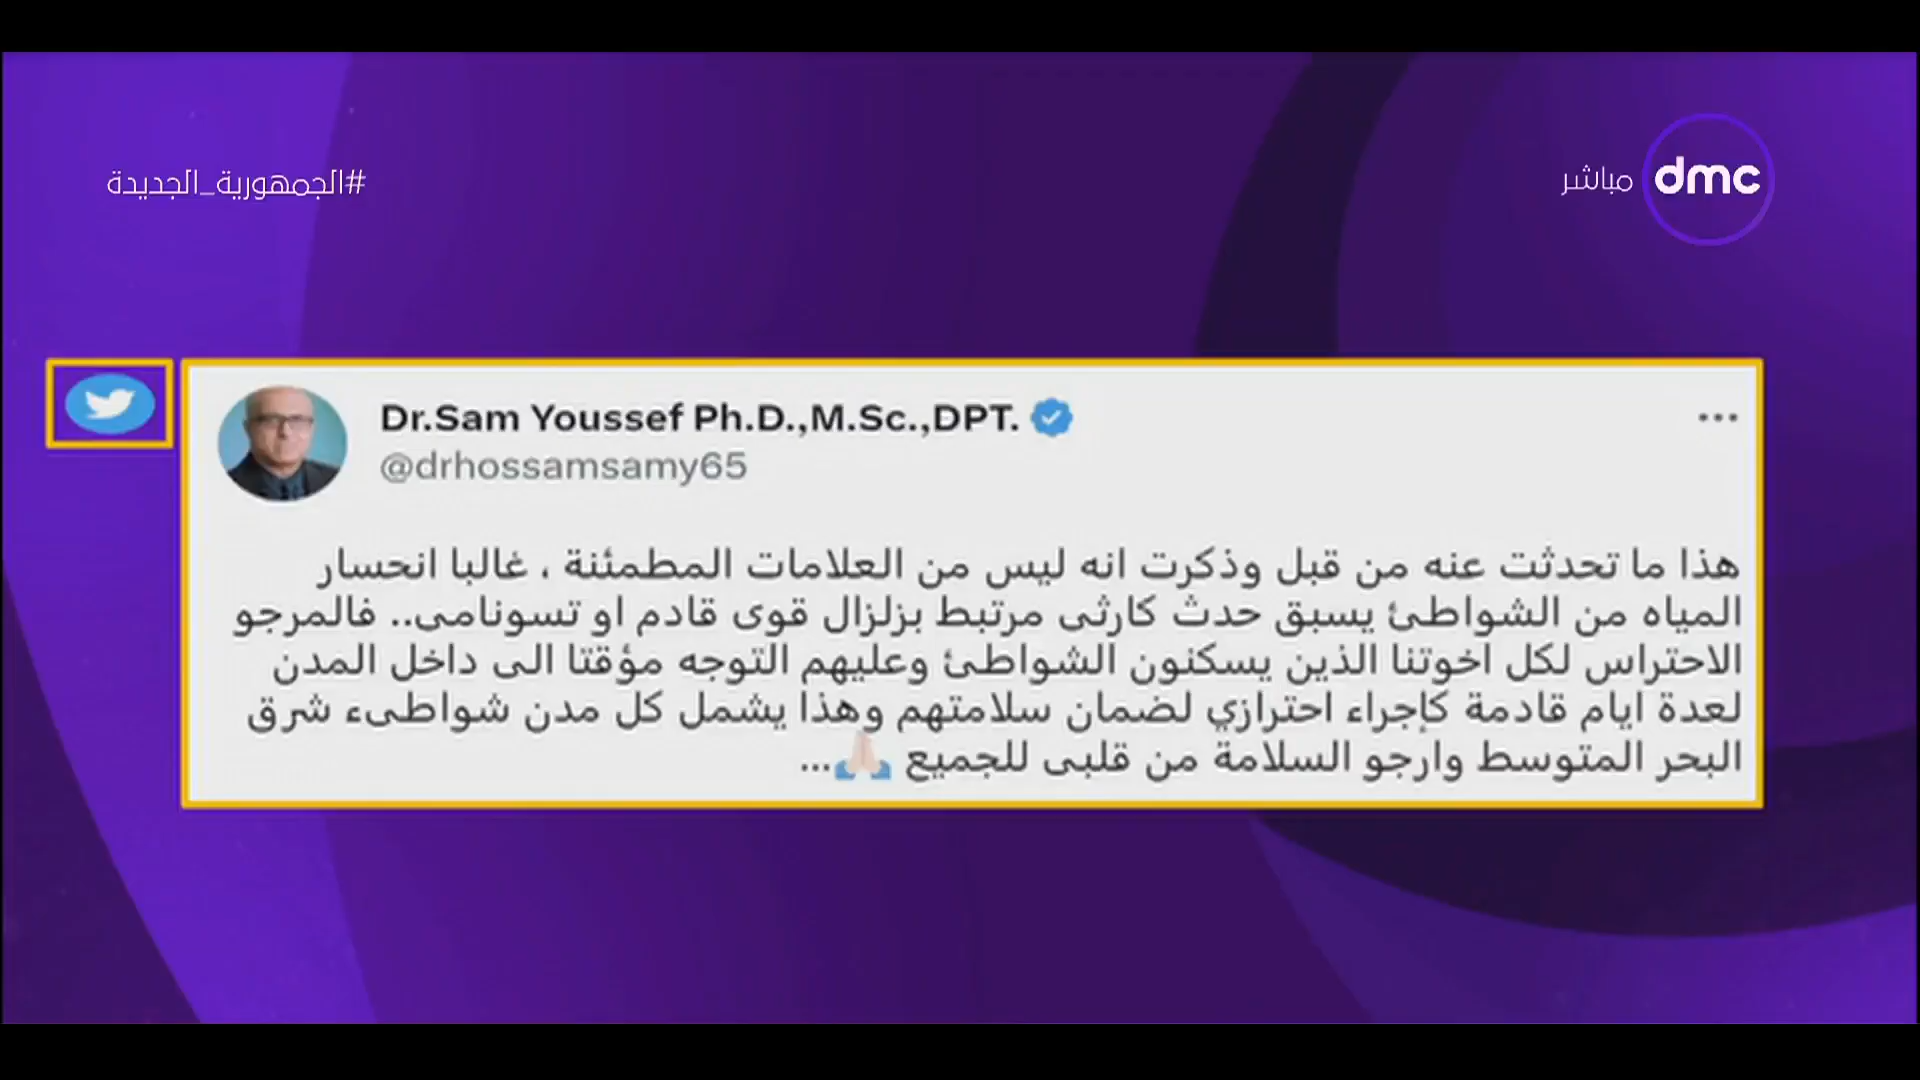 #الجمهورية_الجديدة
مباشر dmc
Dr.Sam Youssef Ph.D.,M.Sc.,DPT.
@drhossamsamy65
هذا ما تحدثت عنه من قبل وذكرت انه ليس من العلامات المطمئنة ، غالبا انحسار
المياه من الشواطئ يسبق حدث كارثى مرتبط بزلزال قوى قادم او تسونامى.. فالمرجو
الاحتراس لكل اخوتنا الذين يسكنون الشواطئ وعليهم التوجه مؤقتا الى داخل المدن
لعدة ايام قادمة كإجراء احترازي لضمان سلامتهم وهذا يشمل كل مدن شواطىء شرق
البحر المتوسط وارجو السلامة من قلبى للجميع 🙏🏻...